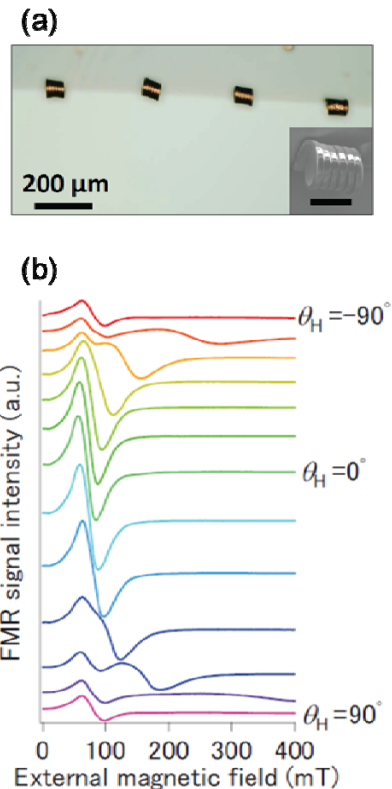 (a)
200 μm
(b)
θH=−90°
θH=0°
θH=90°
FMR signal intensity (a.u.)
0 100 200 300 400
External magnetic field (mT)